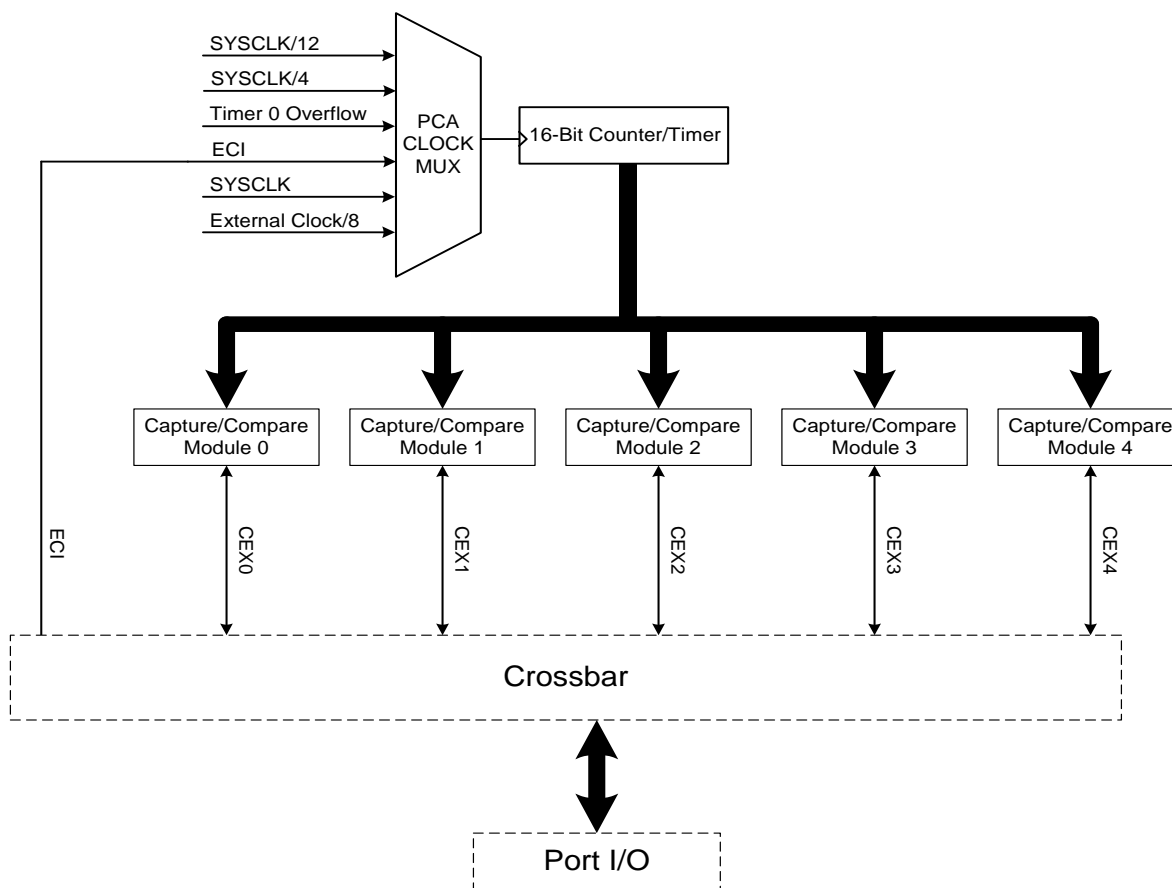 SYSCLK/12
SYSCLK/4
Timer 0 Overflow
ECI
SYSCLK
External Clock/8
PCA
CLOCK
MUX
16-Bit Counter/Timer
Capture/Compare
Module 0
Capture/Compare
Module 1
Capture/Compare
Module 2
Capture/Compare
Module 3
Capture/Compare
Module 4
ECI
CEX0
CEX1
CEX2
CEX3
CEX4
Crossbar
Port I/O